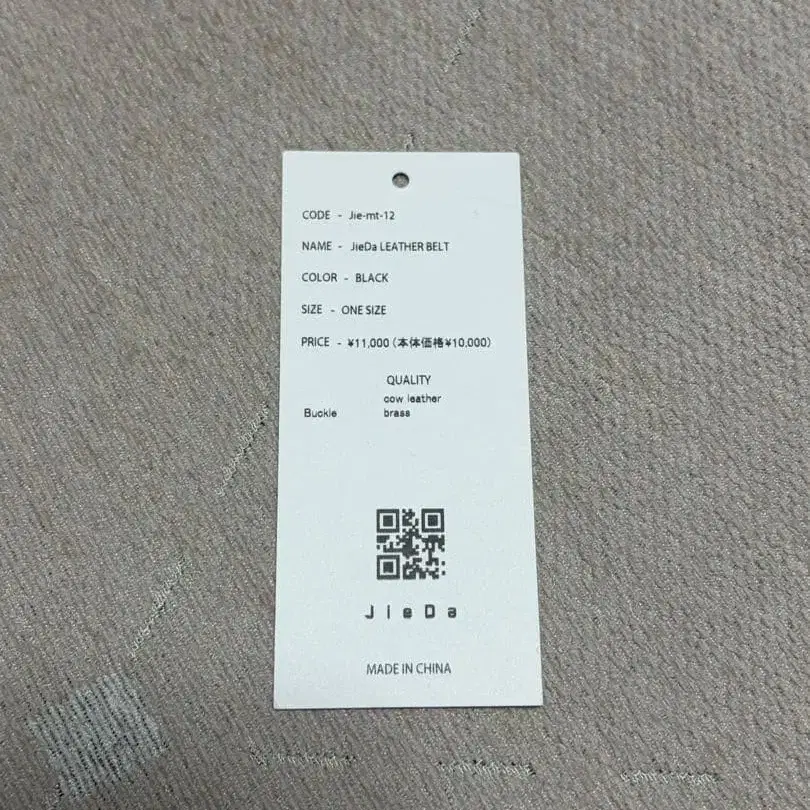 CODE - Jie-mt-12
NAME - JieDa LEATHER BELT
COLOR - BLACK
SIZE - ONE SIZE
PRICE - ¥11,000（本体価格¥10,000）
QUALITY
cow leather
Buckle brass
JieDa
MADE IN CHINA